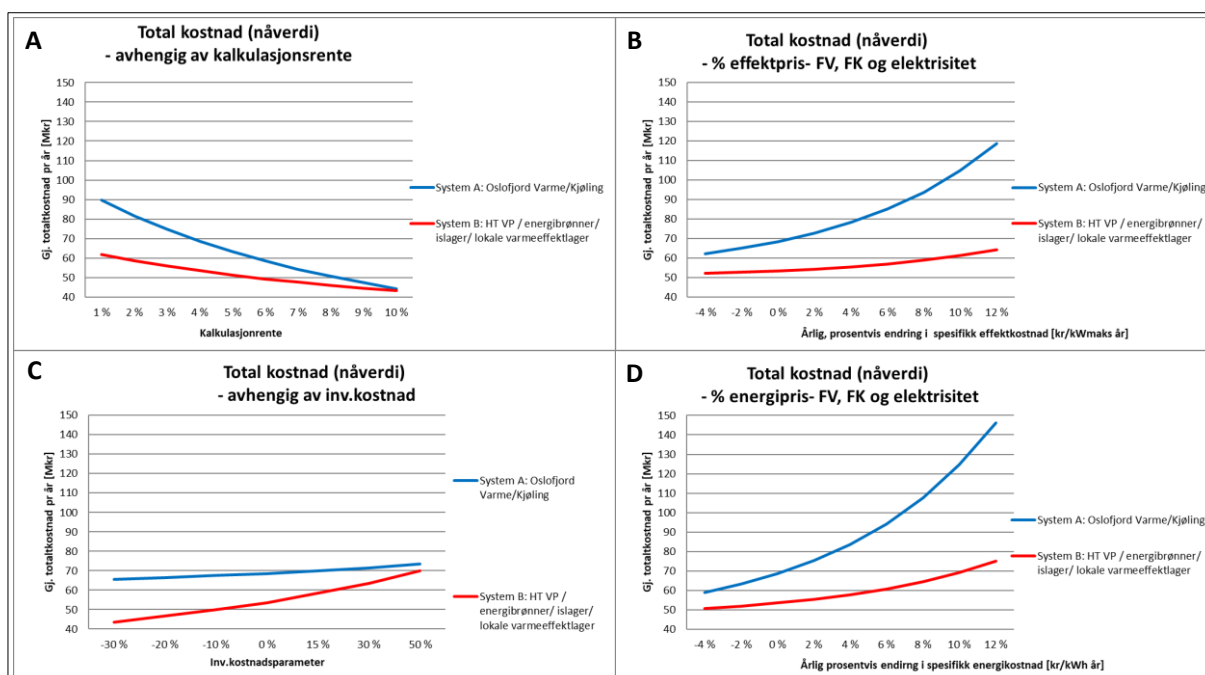 A
Total kostnad (nåverdi)
- avhengig av kalkulasjonsrente
Gj. totaltkostnad pr år [Mkr]
150
140
130
120
110
100
90
80
70
60
50
40
1 %
2 %
3 %
4 %
5 %
6 %
7 %
8 %
9 %
10 %
Kalkulasjonrente
System A: Oslofjord Varme/Kjøling
System B: HT VP / energibrønner/
islager/ lokale varmeeffektlager
B
Total kostnad (nåverdi)
- % effektpris- FV, FK og elektrisitet
Gj. totaltkostnad pr år [Mkr]
150
140
130
120
110
100
90
80
70
60
50
40
-4 %
-2 %
0 %
2 %
4 %
6 %
8 %
10 %
12 %
Årlig, prosentvis endring i spesifikk effektkostnad [kr/kWmaks år]
System A: Oslofjord Varme/Kjøling
System B: HT VP / energibrønner/
islager/ lokale varmeeffektlager
C
Total kostnad (nåverdi)
- avhengig av inv.kostnad
Gj. totaltkostnad pr år [Mkr]
150
140
130
120
110
100
90
80
70
60
50
40
-30 %
-20 %
-10 %
0 %
15 %
30 %
50 %
Inv.kostnadsparameter
System A: Oslofjord
Varme/Kjøling
System B: HT VP /
energibrønner/ islager/
lokale varmeeffektlager
D
Total kostnad (nåverdi)
- % energipris- FV, FK og elektrisitet
Gj. totaltkostnad pr år [Mkr]
150
140
130
120
110
100
90
80
70
60
50
40
-4 %
-2 %
0 %
2 %
4 %
6 %
8 %
10 %
12 %
Årlig prosentvis endirng i spesifikk energikostnad [kr/kWh år]
System A: Oslofjord Varme/Kjøling
System B: HT VP / energibrønner/
islager/ lokale varmeeffektlager